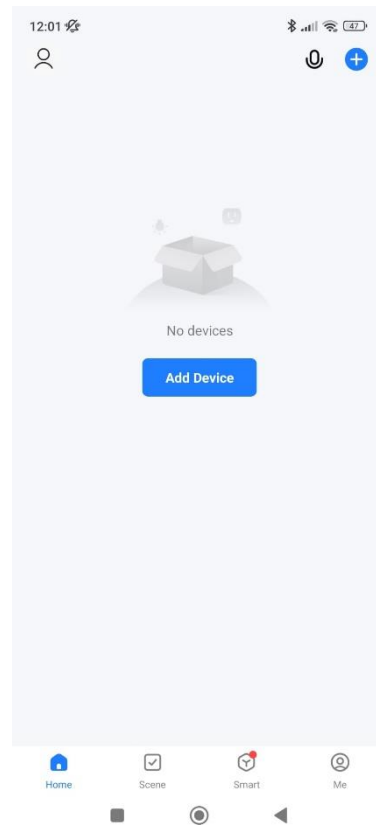 12:01
47
No devices
Add Device
Home
Scene
Smart
Me